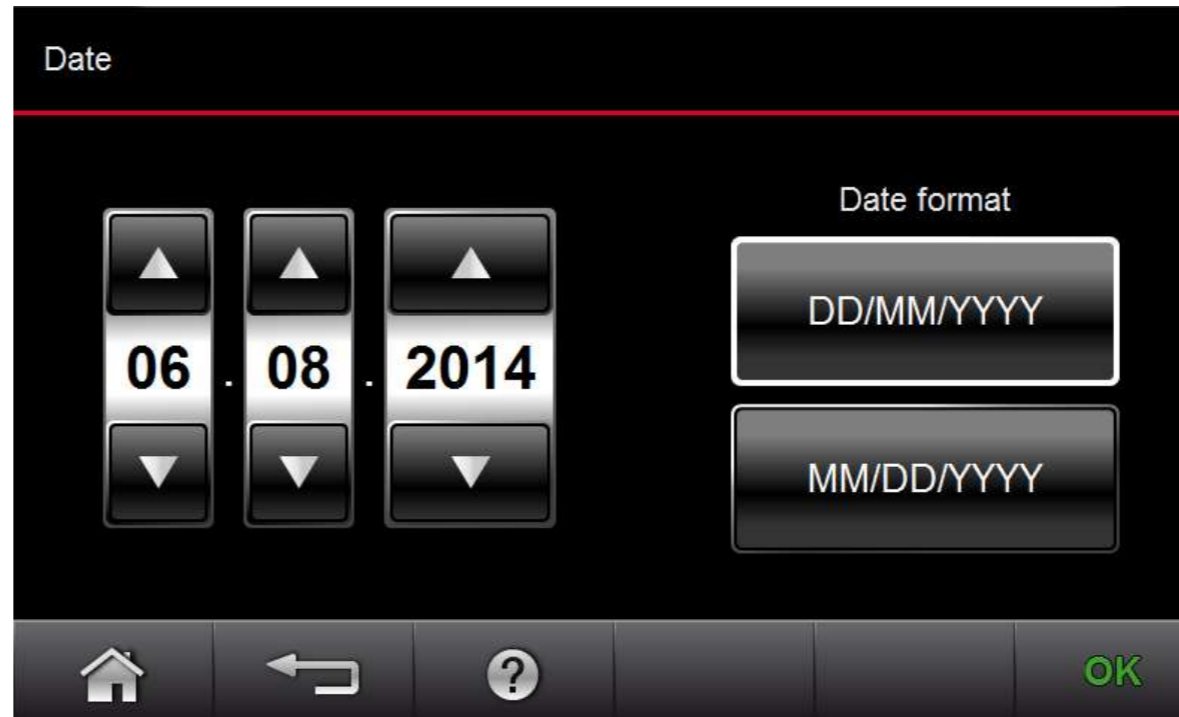 Date
Date format
DD/MM/YYYY
06 . 08 . 2014
MM/DD/YYYY
?
OK